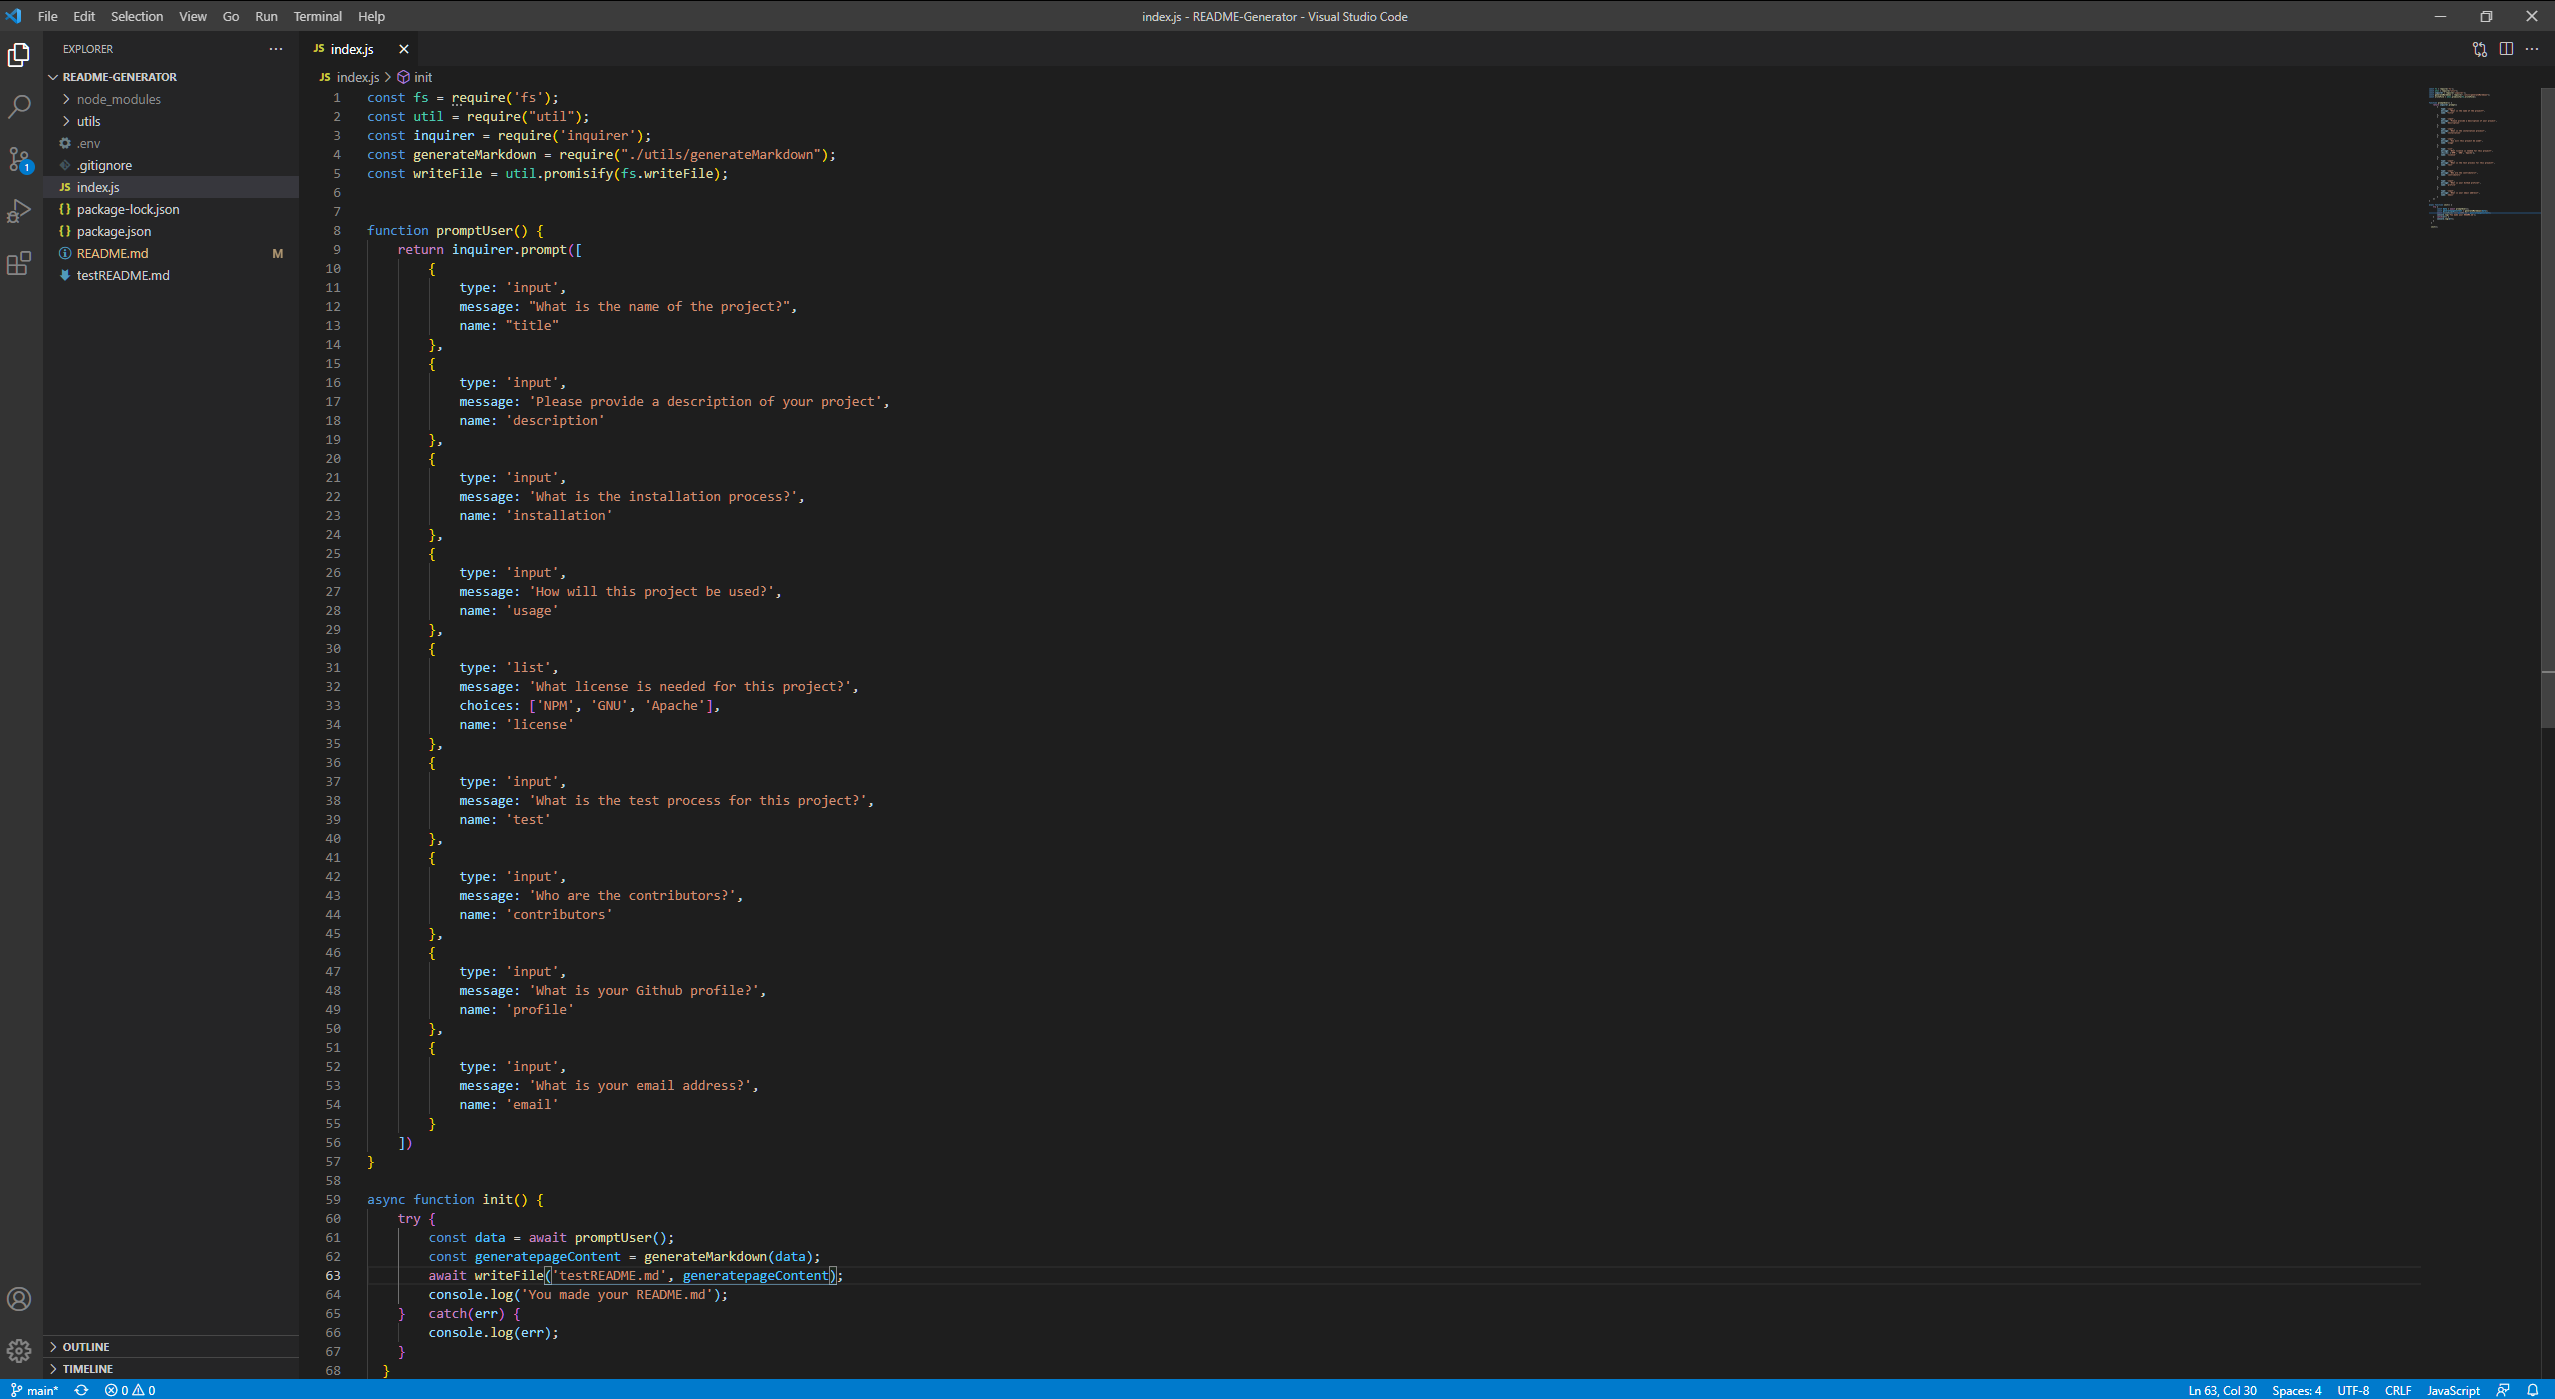 File Edit Selection View Go Run Terminal Help
index.js - README-Generator - Visual Studio Code
EXPLORER
README-GENERATOR
node_modules
utils
.env
.gitignore
JS index.js
{} package-lock.json
{} package.json
README.md M
testREADME.md
OUTLINE
TIMELINE
JS index.js
JS index.js > init
1 const fs = require('fs');
2 const util = require("util");
3 const inquirer = require('inquirer');
4 const generateMarkdown = require("./utils/generateMarkdown");
5 const writeFile = util.promisify(fs.writeFile);
6
7
8 function promptUser() {
9 return inquirer.prompt([
10 {
11 type: 'input',
12 message: "What is the name of the project?",
13 name: "title"
14 },
15 {
16 type: 'input',
17 message: 'Please provide a description of your project',
18 name: 'description'
19 },
20 {
21 type: 'input',
22 message: 'What is the installation process?',
23 name: 'installation'
24 },
25 {
26 type: 'input',
27 message: 'How will this project be used?',
28 name: 'usage'
29 },
30 {
31 type: 'list',
32 message: 'What license is needed for this project?',
33 choices: ['NPM', 'GNU', 'Apache'],
34 name: 'license'
35 },
36 {
37 type: 'input',
38 message: 'What is the test process for this project?',
39 name: 'test'
40 },
41 {
42 type: 'input',
43 message: 'Who are the contributors?',
44 name: 'contributors'
45 },
46 {
47 type: 'input',
48 message: 'What is your Github profile?',
49 name: 'profile'
50 },
51 {
52 type: 'input',
53 message: 'What is your email address?',
54 name: 'email'
55 }
56 ])
57 }
58
59 async function init() {
60 try {
61 const data = await promptUser();
62 const generatepageContent = generateMarkdown(data);
63 await writeFile('testREADME.md', generatepageContent);
64 console.log('You made your README.md');
65 } catch(err) {
66 console.log(err);
67 }
68 }
1
main* 0 0
Ln 63, Col 30 Spaces: 4 UTF-8 CRLF JavaScript